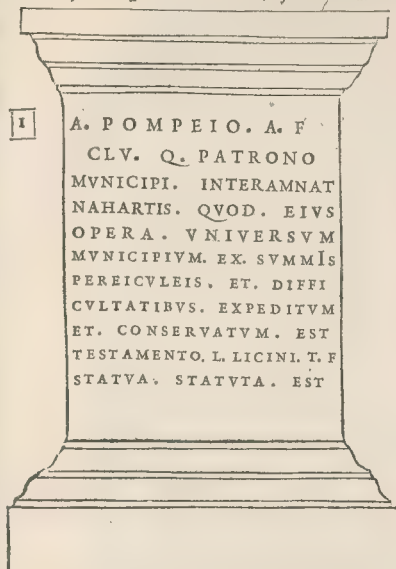 I
A. POMPEIO. A. F
CLV. Q. PATRONO
MVNICIPI. INTERAMNAT
NAHARTIS. QVOD. EIVS
OPERA. VNIVERSVM
MVNICIPIVM. EX. SVMMIS
PEREICVLEIS. ET. DIFFI
CVLTATIBVS. EXPEDITVM
ET. CONSERVATVM. EST
TESTAMENTO. L. LICINI. T. F
STATVA. STATVTA. EST